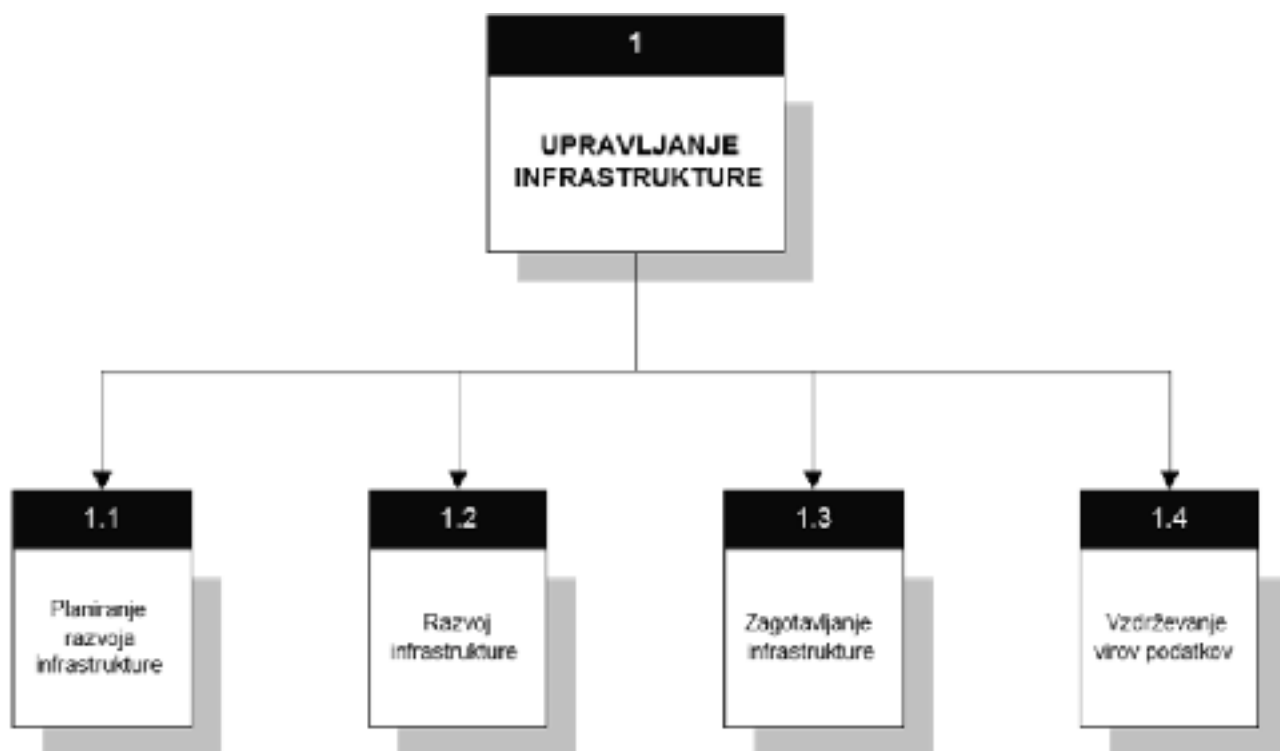 1
UPRAVLJANJE
INFRASTRUKTURE
1.1
Planiranje
razvoja
infrastrukture
1.2
Razvoj
infrastrukture
1.3
Zagotavljanje
infrastrukture
1.4
Vzdrževanje
virov podatkov